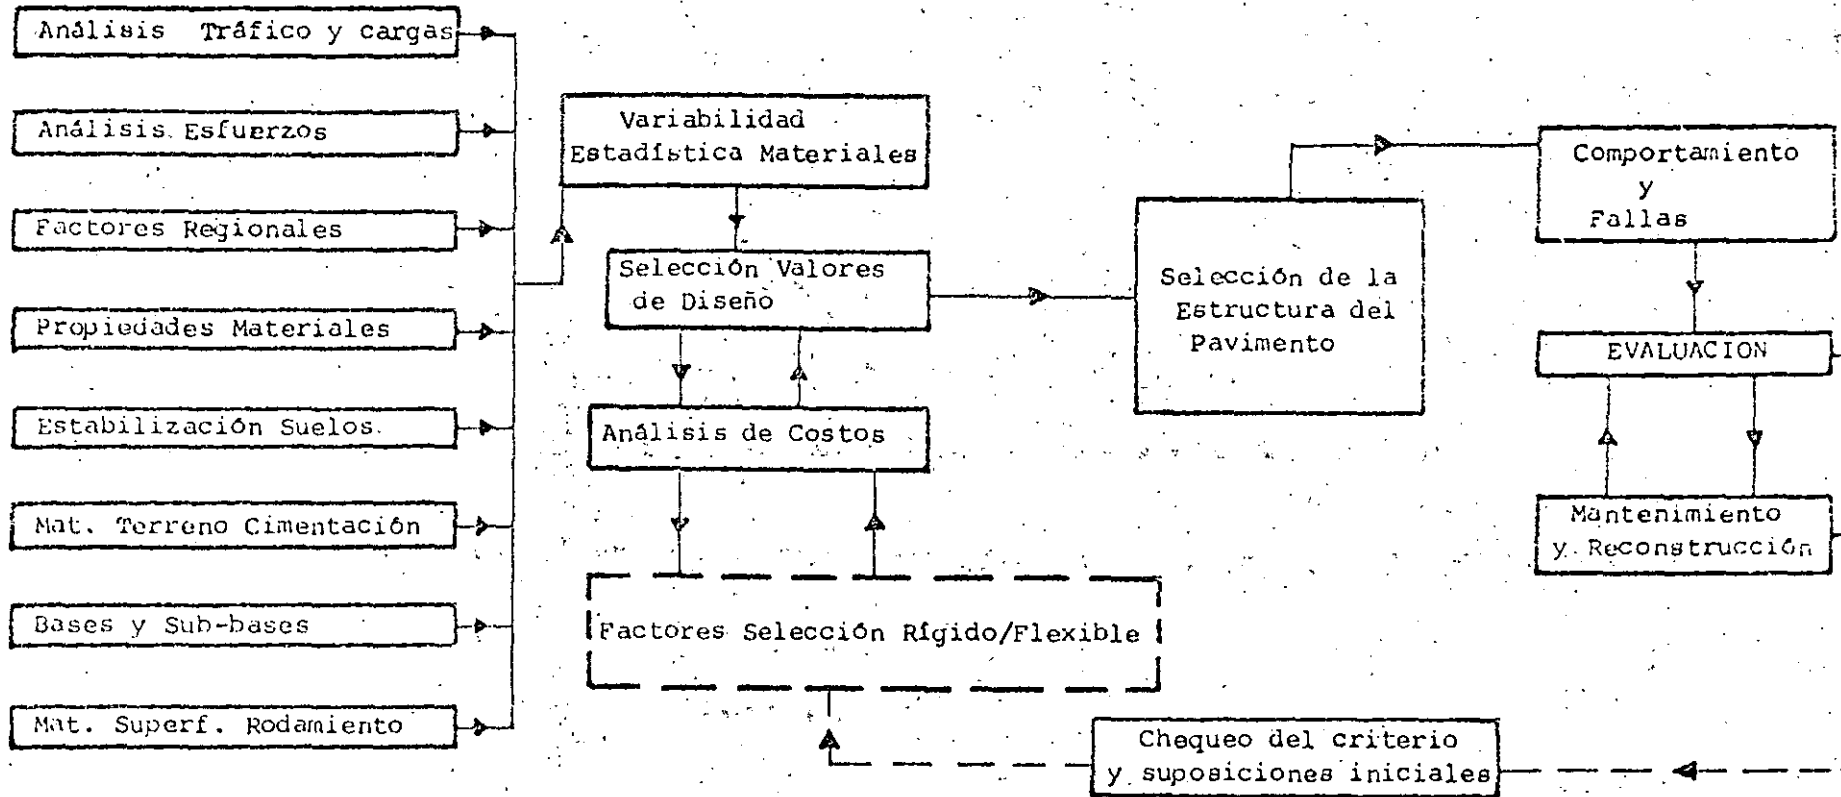 Análisis Tráfico y cargas
Análisis Esfuerzos
Factores Regionales
Propiedades Materiales
Estabilización Suelos.
Mat. Terreno Cimentación
Bases y Sub-bases
Mat. Superf. Rodamiento
Variabilidad
Estadística Materiales
Selección Valores
de Diseño
Análisis de Costos
Factores Selección Rígido/Flexible
Selección de la
Estructura del
Pavimento
Comportamiento
y
Fallas
EVALUACION
Mantenimiento
y Reconstrucción
Chequeo del criterio
y suposiciones iniciales